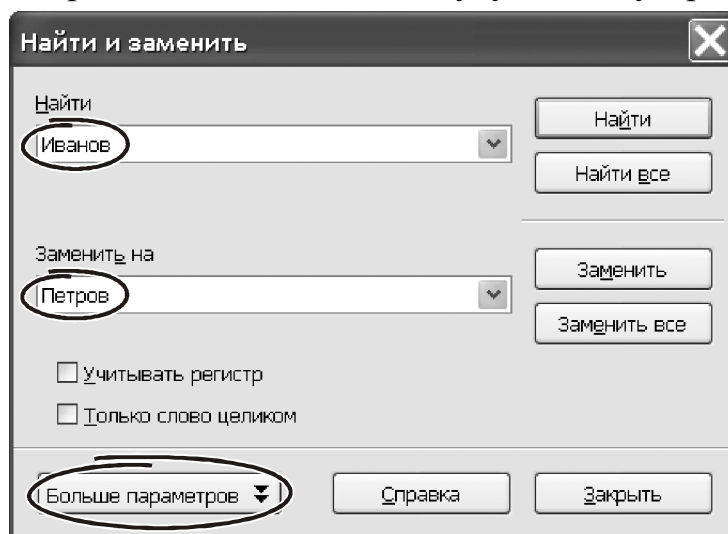 Найти и заменить
Найти
Иванов
Найти
Найти все
Заменить на
Петров
Заменить
Заменить все
Учитывать регистр
Только слово целиком
Больше параметров
Справка
Закрыть